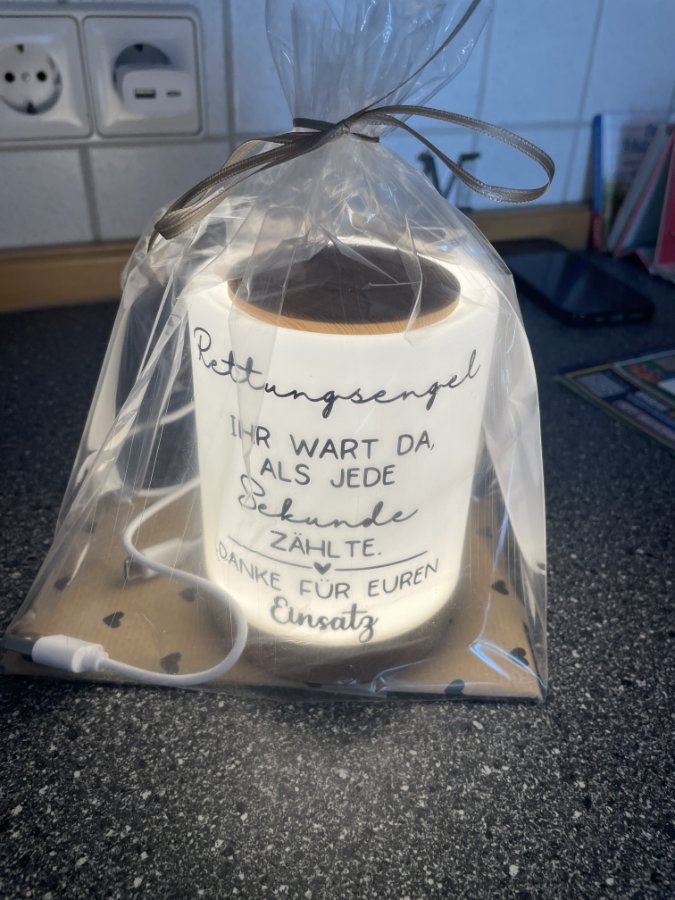 Rettungsengel
IHR WART DA,
ALS JEDE
Sekunde
ZÄHLTE.
DANKE FÜR EUREN
Einsatz